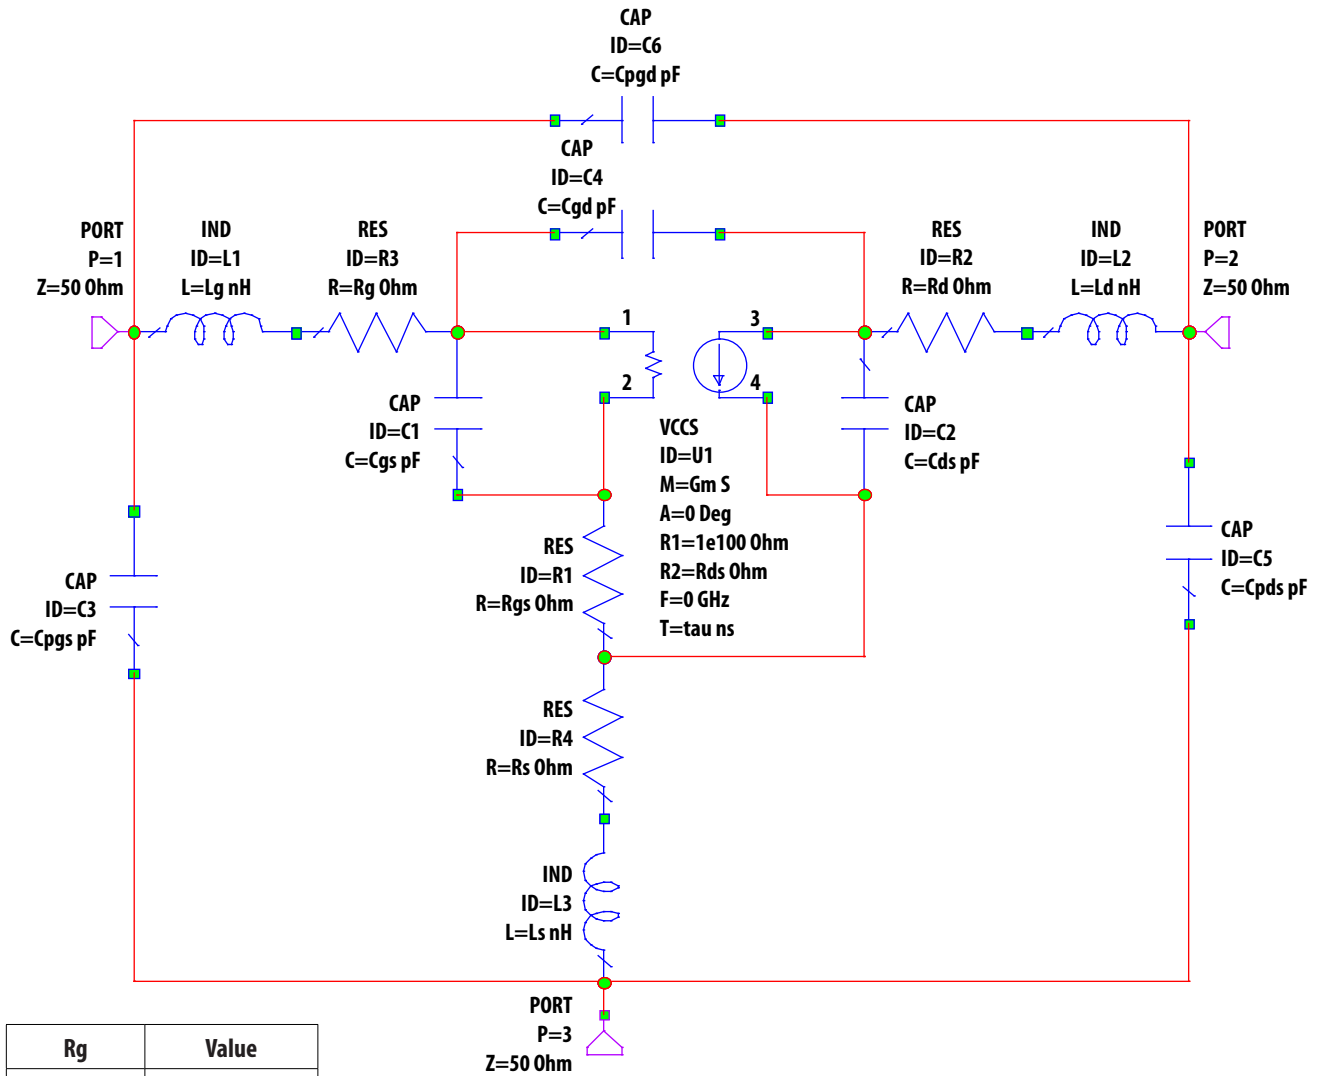 CAP
ID=C6
C=Cpgd pF
CAP
ID=C4
C=Cgd pF
PORT
P=1
Z=50 Ohm
IND
ID=L1
L=Lg nH
RES
ID=R3
R=Rg Ohm
RES
ID=R2
R=Rd Ohm
IND
ID=L2
L=Ld nH
PORT
P=2
Z=50 Ohm
1
2
3
4
CAP
ID=C1
C=Cgs pF
VCCS
ID=U1
M=Gm S
A=0 Deg
R1=1e100 Ohm
R2=Rds Ohm
F=0 GHz
T=tau ns
CAP
ID=C2
C=Cds pF
CAP
ID=C3
C=Cpgs pF
RES
ID=R1
R=Rgs Ohm
CAP
ID=C5
C=Cpds pF
RES
ID=R4
R=Rs Ohm
IND
ID=L3
L=Ls nH
PORT
P=3
Z=50 Ohm
Rg Value